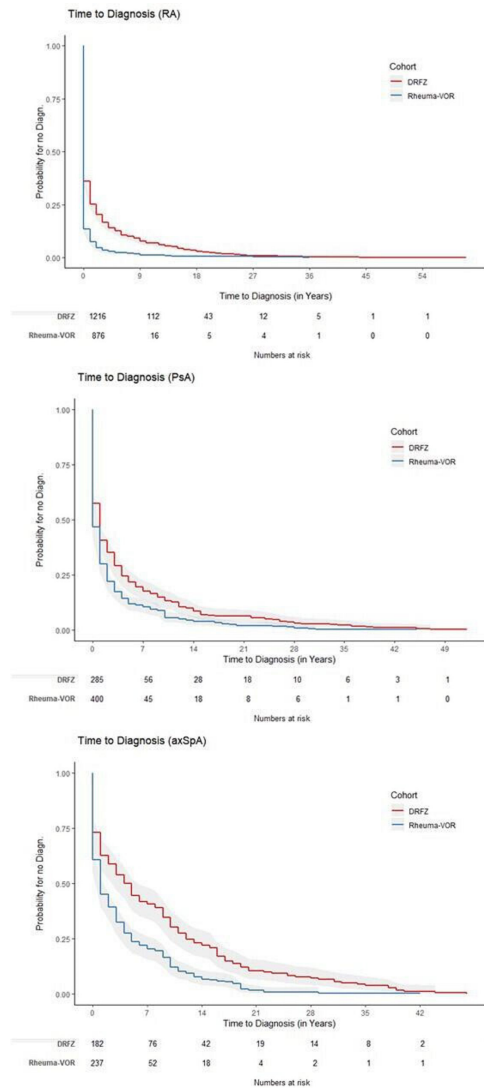 Time to Diagnosis (RA)
Cohort
DRFZ
Rheuma-VOR
Probability for no Diagn.
1.00
0.75
0.50
0.25
0.00
0 9 18 27 36 45 54
Time to Diagnosis (in Years)
DRFZ 1216 112 43 12 5 1 1
Rheuma-VOR 876 16 5 4 1 0 0
Numbers at risk
Time to Diagnosis (PsA)
Cohort
DRFZ
Rheuma-VOR
Probability for no Diagn.
1.00
0.75
0.50
0.25
0.00
0 7 14 21 28 35 42 49
Time to Diagnosis (in Years)
DRFZ 285 56 28 18 10 6 3 1
Rheuma-VOR 400 45 18 8 6 1 1 0
Numbers at risk
Time to Diagnosis (axSpA)
Cohort
DRFZ
Rheuma-VOR
Probability for no Diagn.
1.00
0.75
0.50
0.25
0.00
0 7 14 21 28 35 42
Time to Diagnosis (in Years)
DRFZ 182 76 42 19 14 8 2
Rheuma-VOR 237 52 18 4 2 1 1
Numbers at risk